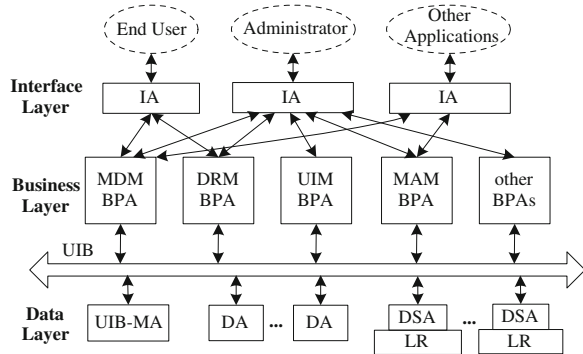 End User
Administrator
Other
Applications
Interface
Layer
IA
IA
IA
Business
Layer
MDM
BPA
DRM
BPA
UIM
BPA
MAM
BPA
other
BPAs
UIB
Data
Layer
UIB-MA
DA
...
DA
DSA
LR
...
DSA
LR